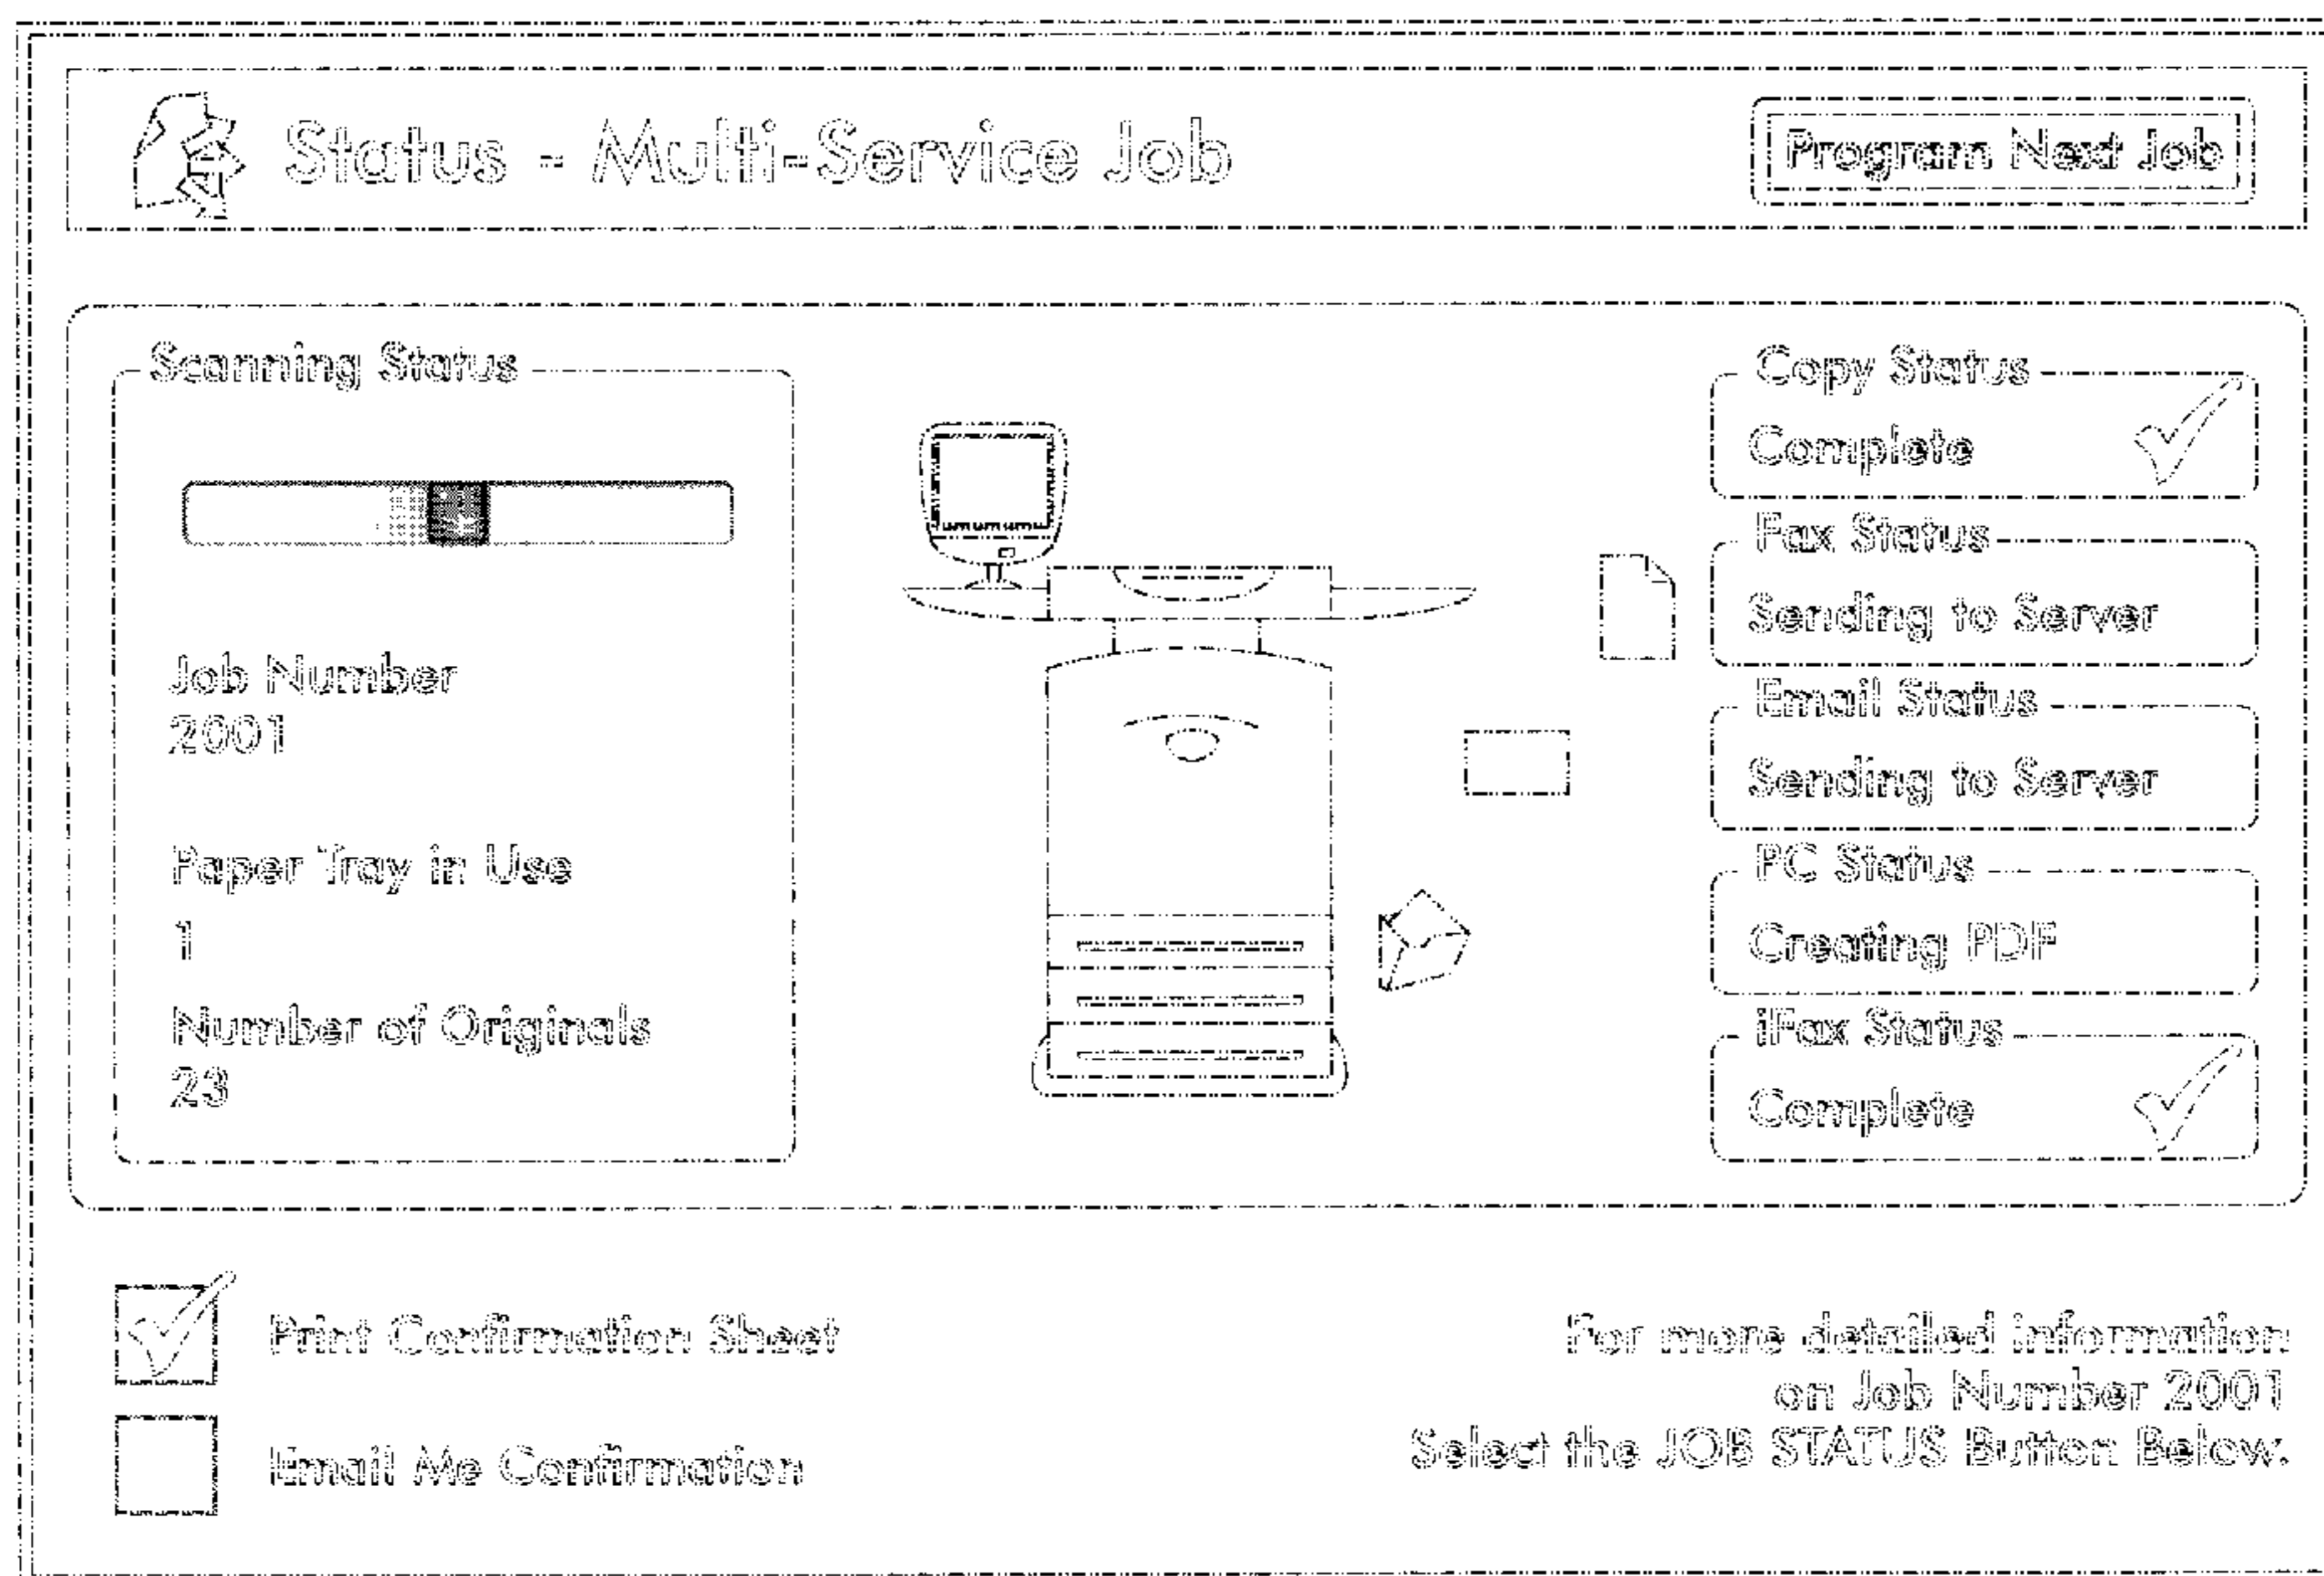 Status - Multi-Service Job
Program Next Job
Scanning Status
Job Number
2001
Paper Tray in Use
1
Number of Originals
23
Copy Status
Complete
Fax Status
Sending to Server
Email Status
Sending to Server
PC Status
Creating PDF
iFax Status
Complete
Print Confirmation Sheet
Email Me Confirmation
For more detailed information
on Job Number 2001
Select the JOB STATUS Button Below.